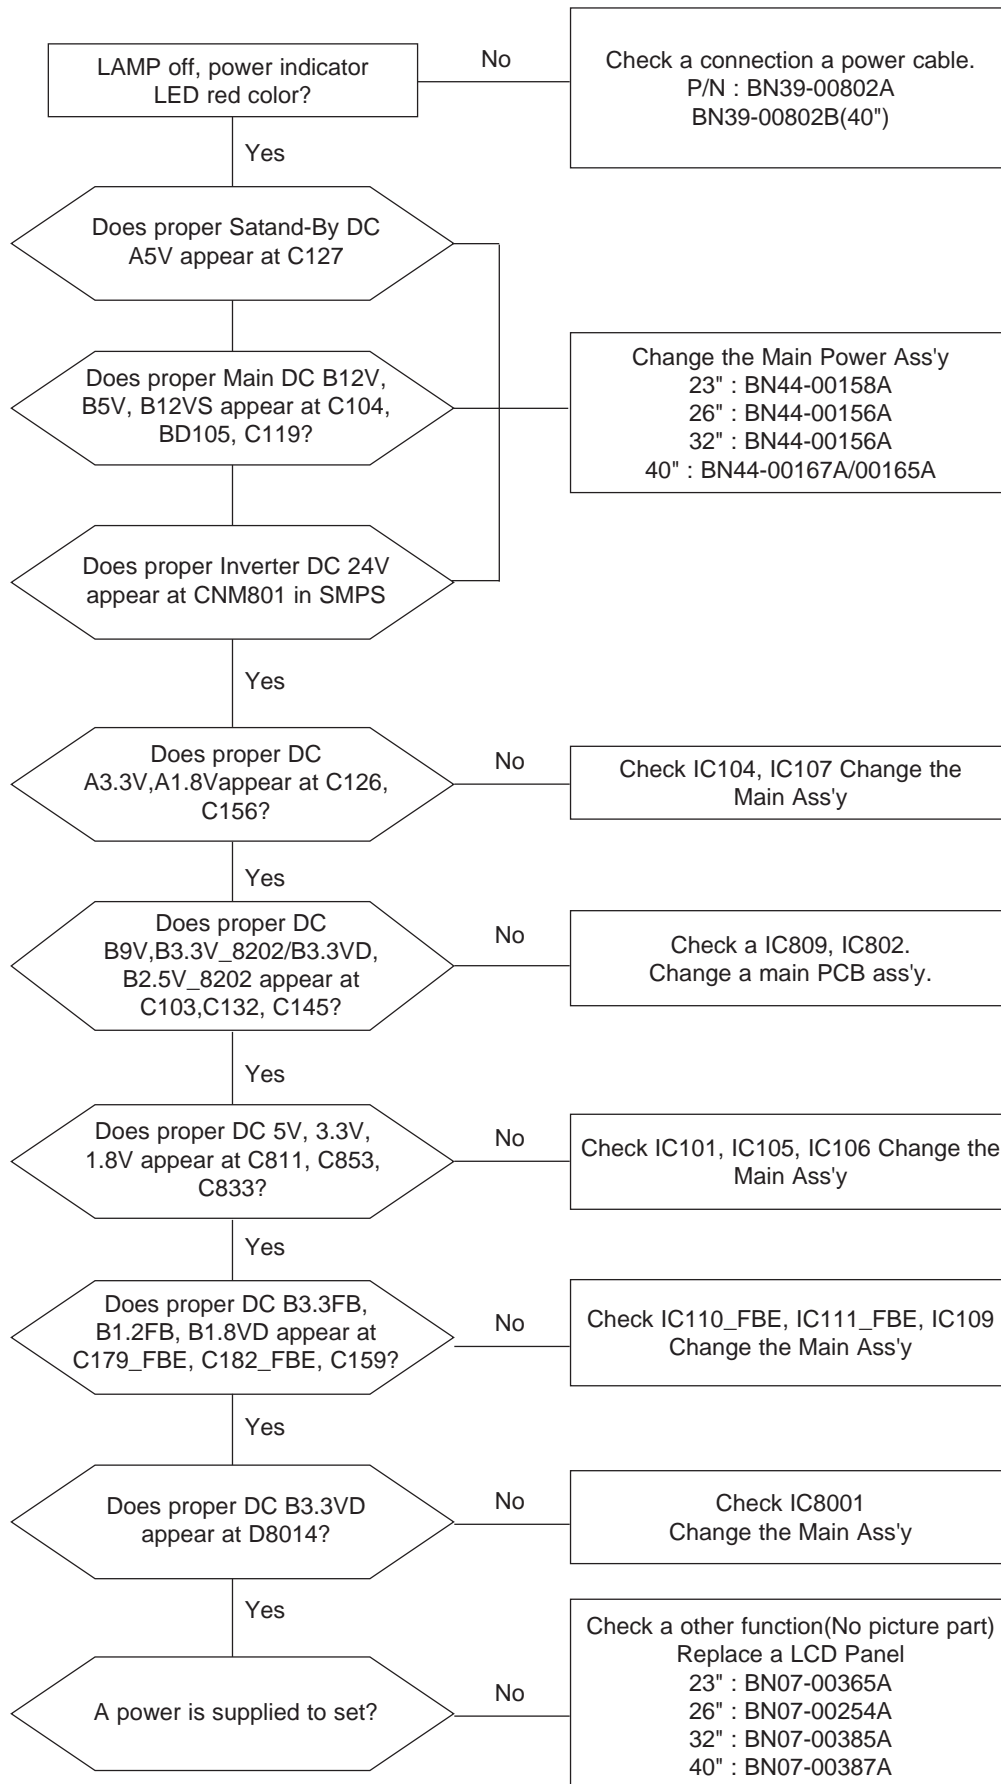 LAMP off, power indicator
LED red color?
No
Check a connection a power cable.
P/N : BN39-00802A
BN39-00802B(40")
Yes
Does proper Satand-By DC
A5V appear at C127
Does proper Main DC B12V,
B5V, B12VS appear at C104,
BD105, C119?
Change the Main Power Ass'y
23" : BN44-00158A
26" : BN44-00156A
32" : BN44-00156A
40" : BN44-00167A/00165A
Does proper Inverter DC 24V
appear at CNM801 in SMPS
Yes
Does proper DC
A3.3V,A1.8Vappear at C126,
C156?
No
Check IC104, IC107 Change the
Main Ass'y
Yes
Does proper DC
B9V,B3.3V_8202/B3.3VD,
B2.5V_8202 appear at
C103,C132, C145?
No
Check a IC809, IC802.
Change a main PCB ass'y.
Yes
Does proper DC 5V, 3.3V,
1.8V appear at C811, C853,
C833?
No
Check IC101, IC105, IC106 Change the
Main Ass'y
Yes
Does proper DC B3.3FB,
B1.2FB, B1.8VD appear at
C179_FBE, C182_FBE, C159?
No
Check IC110_FBE, IC111_FBE, IC109
Change the Main Ass'y
Yes
Does proper DC B3.3VD
appear at D8014?
No
Check IC8001
Change the Main Ass'y
Yes
A power is supplied to set?
No
Check a other function(No picture part)
Replace a LCD Panel
23" : BN07-00365A
26" : BN07-00254A
32" : BN07-00385A
40" : BN07-00387A